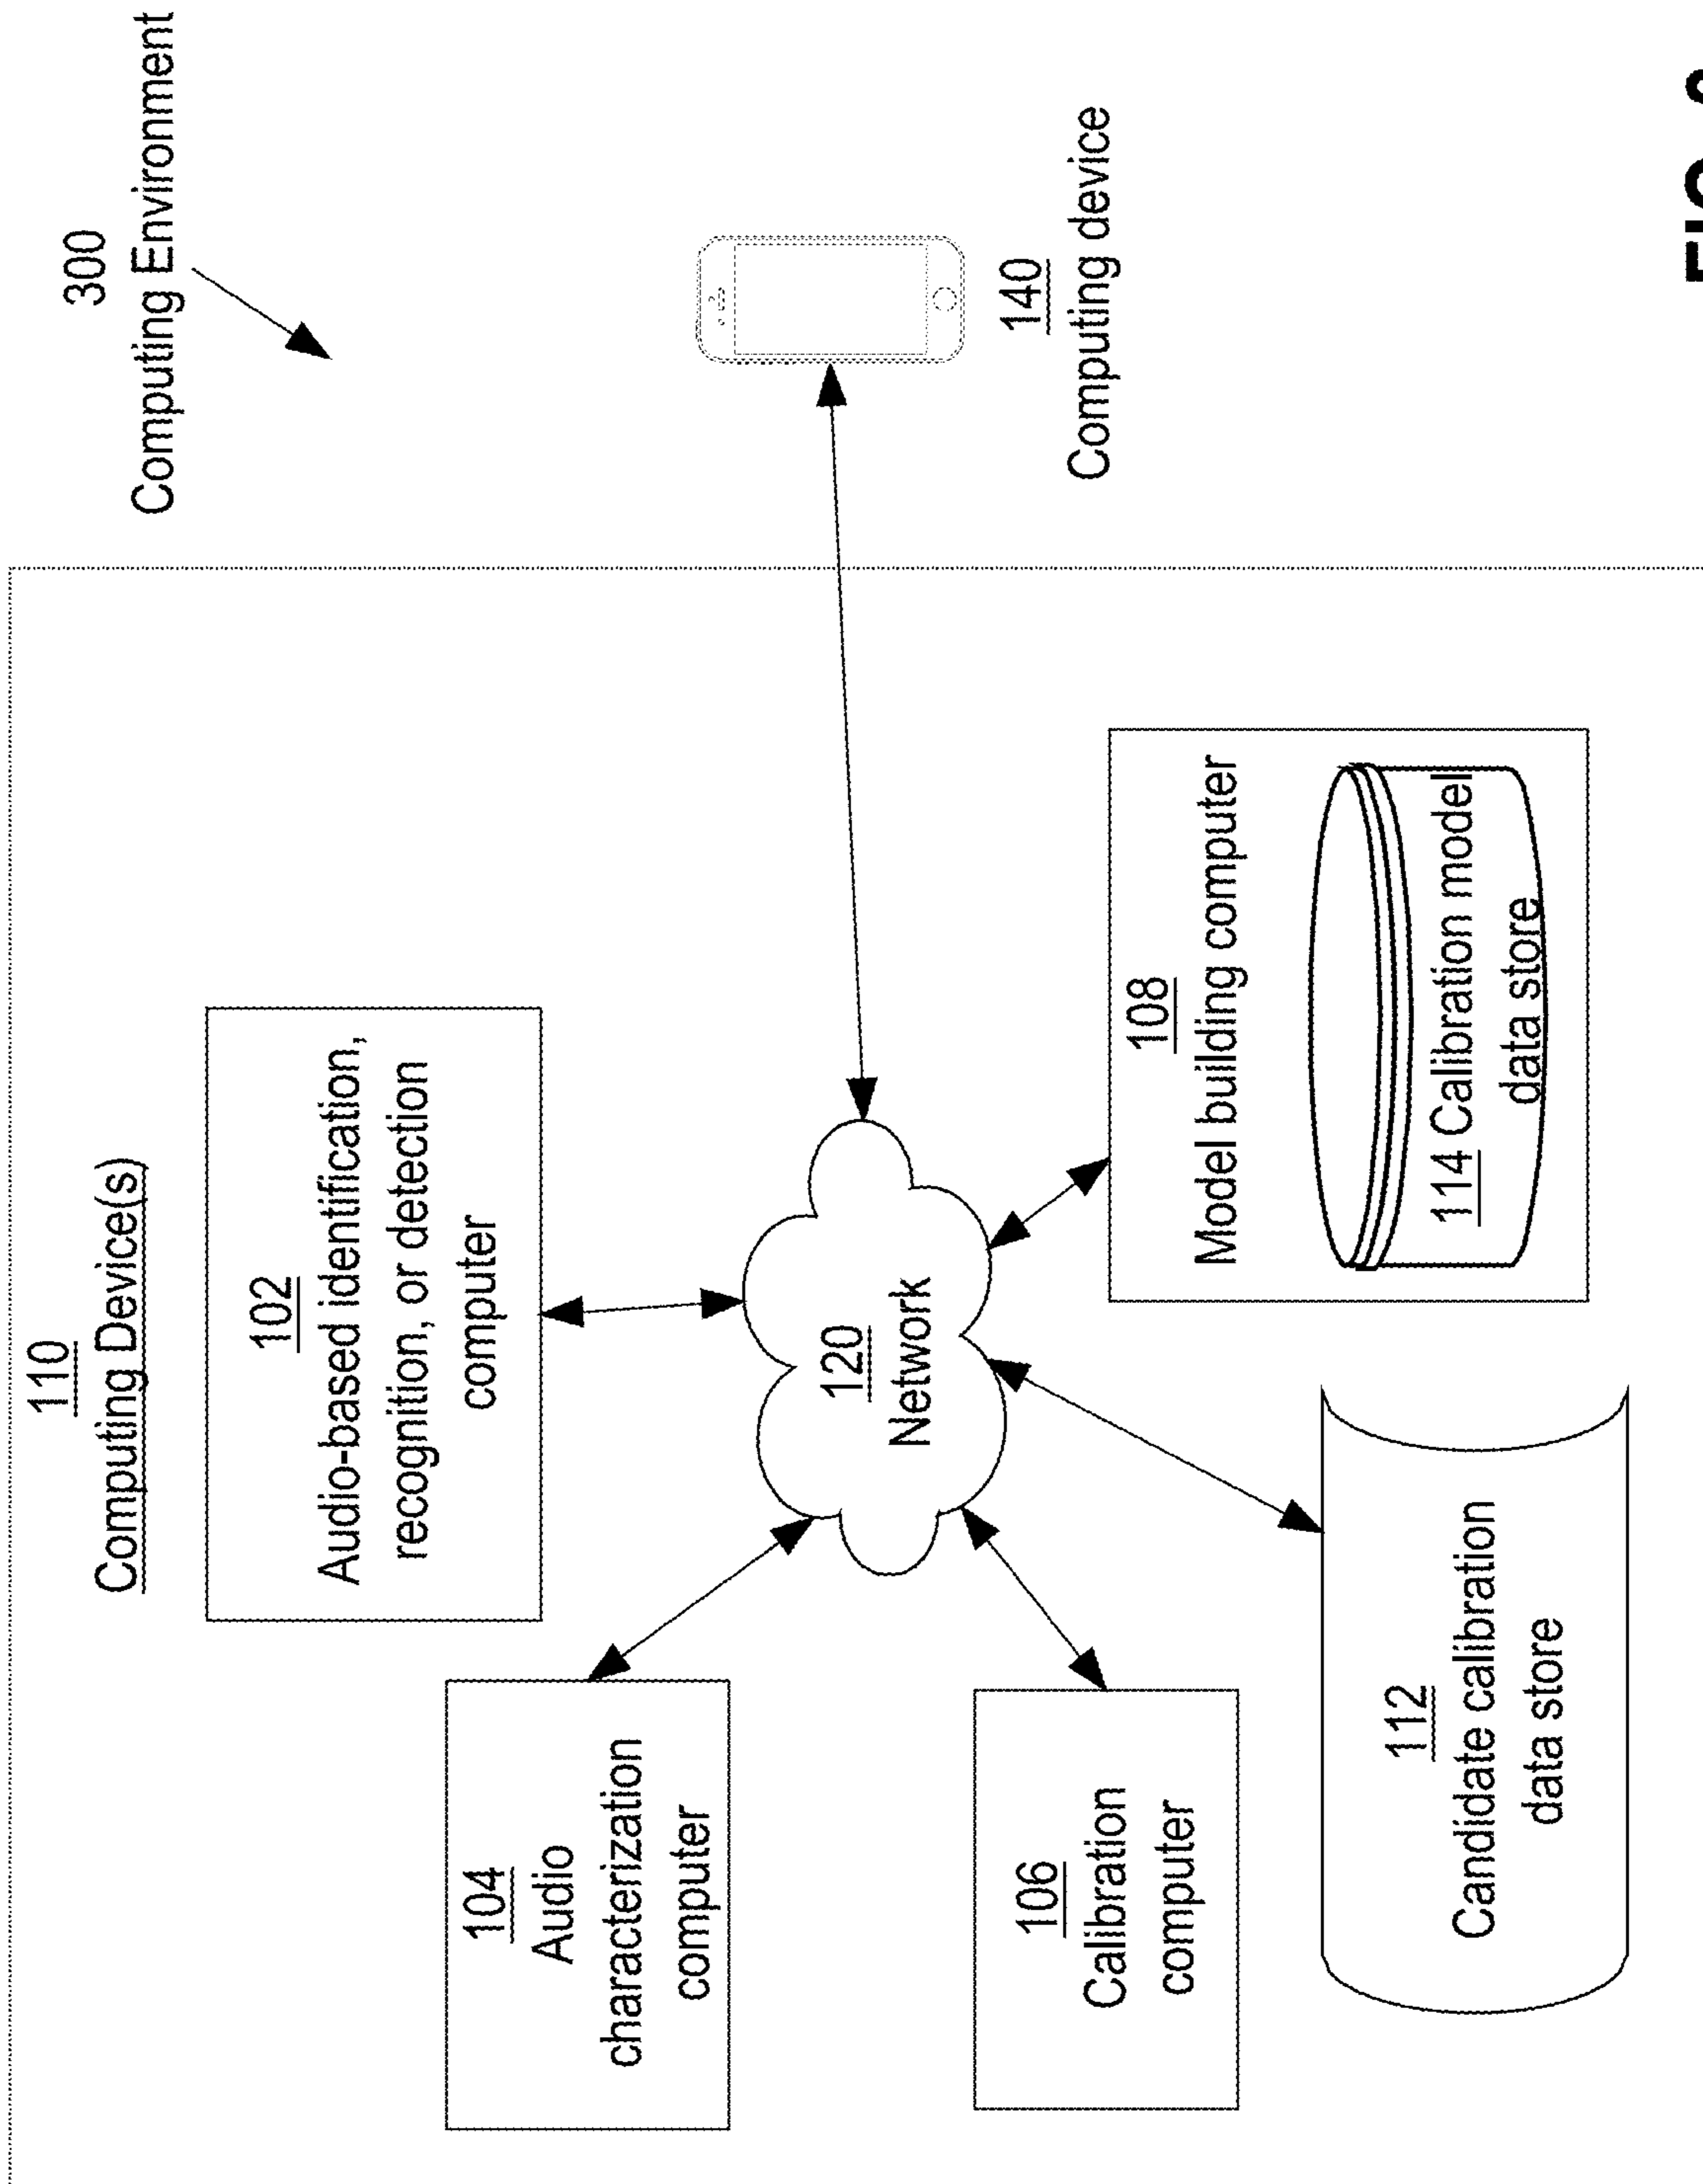 110
Computing Device(s)
300
Computing Environment
102
Audio-based identification,
recognition, or detection
computer
104
Audio
characterization
computer
120
Network
140
Computing device
106
Calibration
computer
108
Model building computer
114 Calibration model
data store
112
Candidate calibration
data store